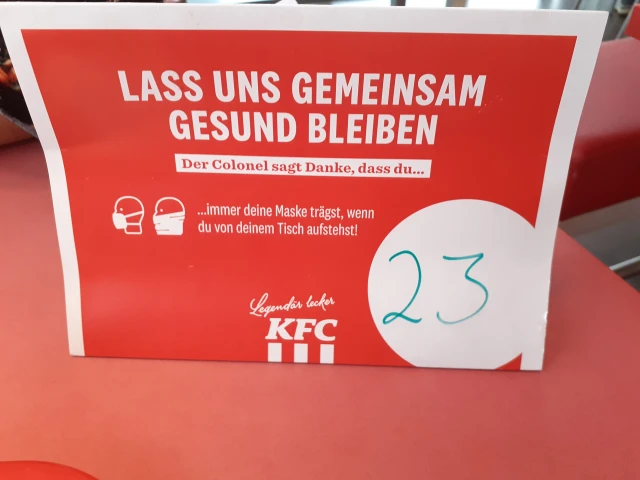 LASS UNS GEMEINSAM
GESUND BLEIBEN
Der Colonel sagt Danke, dass du...
...immer deine Maske trägst, wenn
du von deinem Tisch aufstehst!
23
Legendär lecker
KFC